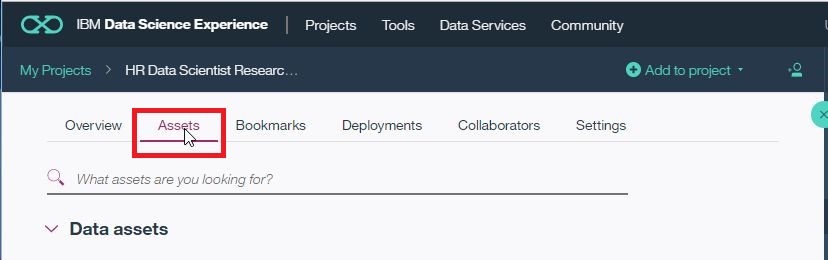 IBM Data Science Experience Projects Tools Data Services Community
My Projects > HR Data Scientist Researc... Add to project
Overview Assets Bookmarks Deployments Collaborators Settings
What assets are you looking for?
Data assets